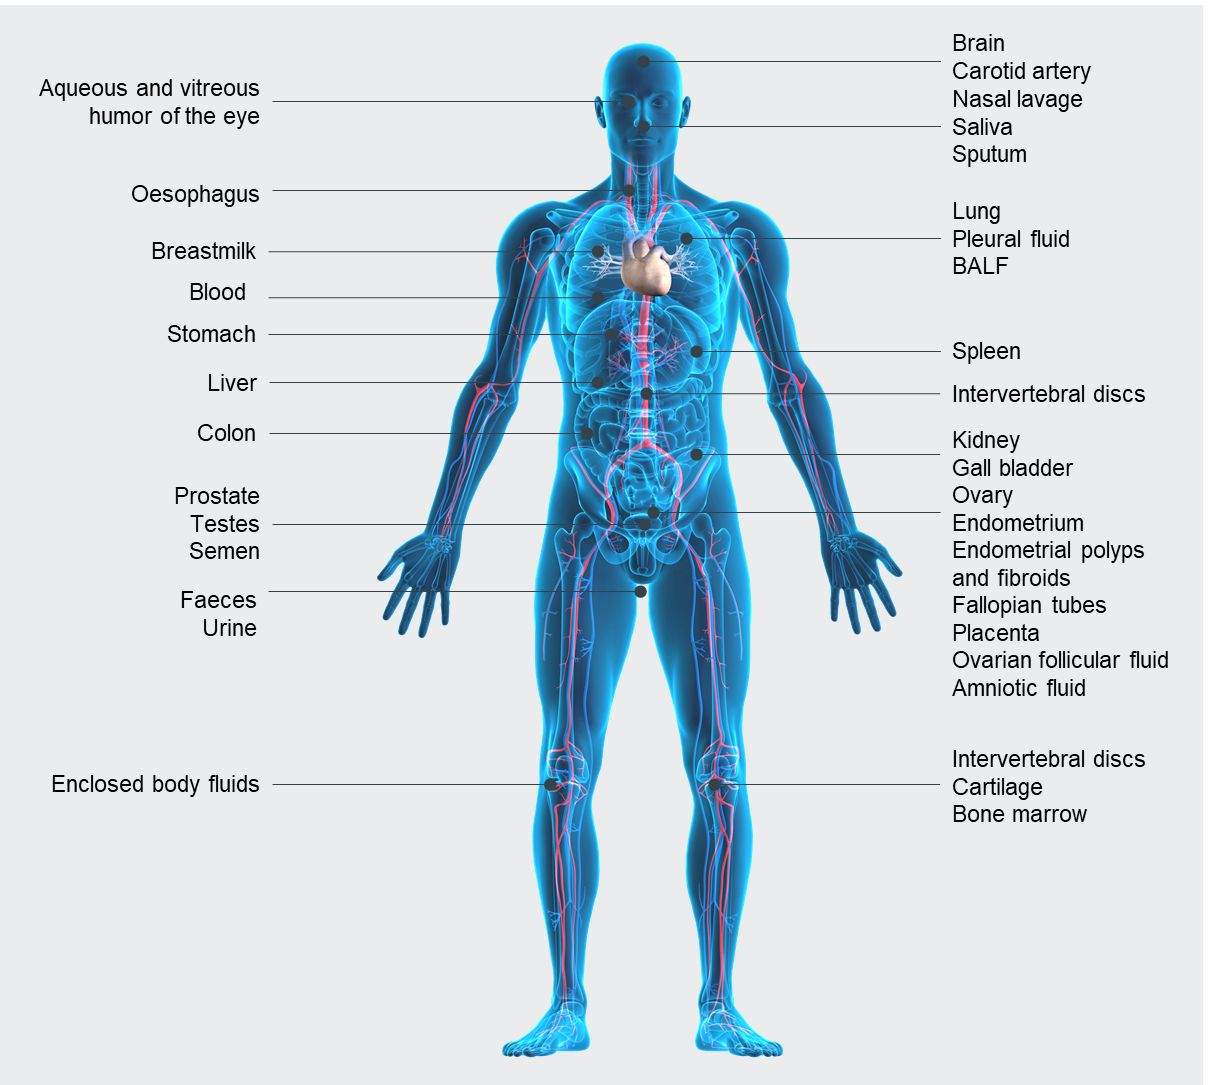 Aqueous and vitreous
humor of the eye
Oesophagus
Breastmilk
Blood
Stomach
Liver
Colon
Prostate
Testes
Semen
Faeces
Urine
Enclosed body fluids
Brain
Carotid artery
Nasal lavage
Saliva
Sputum
Lung
Pleural fluid
BALF
Spleen
Intervertebral discs
Kidney
Gall bladder
Ovary
Endometrium
Endometrial polyps
and fibroids
Fallopian tubes
Placenta
Ovarian follicular fluid
Amniotic fluid
Intervertebral discs
Cartilage
Bone marrow